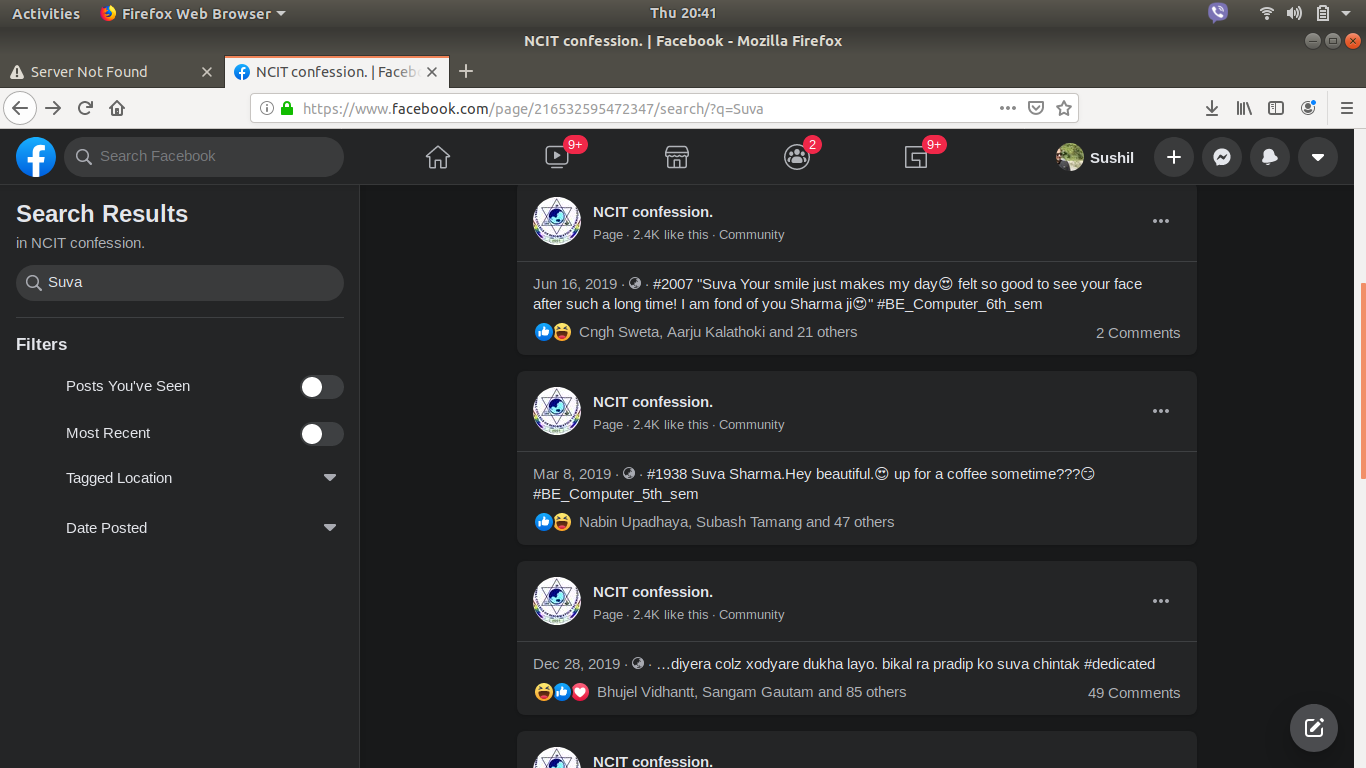 Activities Firefox Web Browser Thu 20:41
NCIT confession. | Facebook - Mozilla Firefox
Server Not Found NCIT confession. | Faceb
https://www.facebook.com/page/216532595472347/search/?q=Suva
Search Facebook 9+ 2 9+ Sushil
Search Results
in NCIT confession.
Suva
Filters
Posts You've Seen
Most Recent
Tagged Location
Date Posted
NCIT confession.
Page · 2.4K like this · Community
Jun 16, 2019 · · #2007 "Suva Your smile just makes my day😍 felt so good to see your face
after such a long time! I am fond of you Sharma ji😍" #BE_Computer_6th_sem
Cngh Sweta, Aarju Kalathoki and 21 others 2 Comments
NCIT confession.
Page · 2.4K like this · Community
Mar 8, 2019 · · #1938 Suva Sharma.Hey beautiful.😍 up for a coffee sometime???😏
#BE_Computer_5th_sem
Nabin Upadhaya, Subash Tamang and 47 others
NCIT confession.
Page · 2.4K like this · Community
Dec 28, 2019 · · …diyera colz xodyare dukha layo. bikal ra pradip ko suva chintak #dedicated
Bhujel Vidhantt, Sangam Gautam and 85 others 49 Comments
NCIT confession.